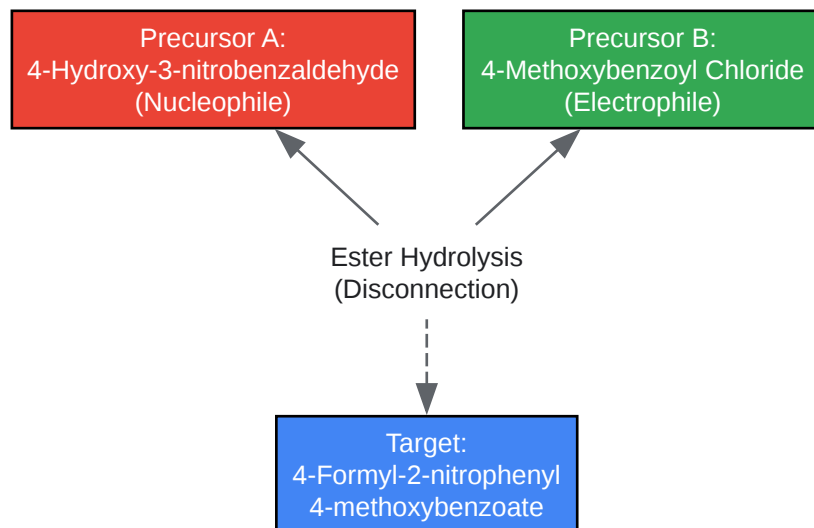 Precursor A:
4-Hydroxy-3-nitrobenzaldehyde
(Nucleophile)
Precursor B:
4-Methoxybenzoyl Chloride
(Electrophile)
Ester Hydrolysis
(Disconnection)
Target:
4-Formyl-2-nitrophenyl
4-methoxybenzoate